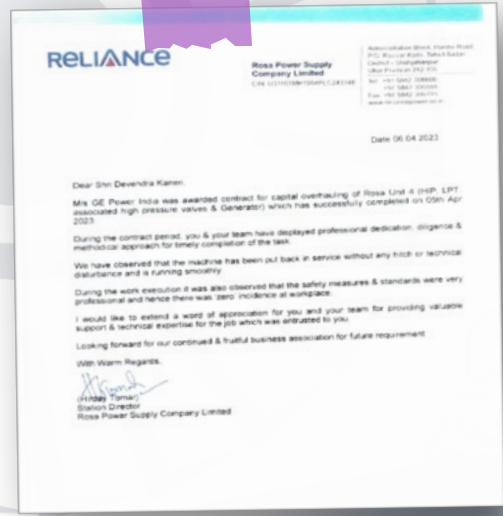 RELIANCE
Rosa Power Supply
Company Limited
Administration Block, Hardoi Road
Tel
Fax
Date 06.04.2023
Dear Shri Devendra Kaneri,
M/s GE Power India was awarded contract for capital overhauling of Rosa Unit 4 (HIP, LPT,
associated high pressure valves & Generator) which has successfully completed on 05th Apr
2023.
During the contract period, you & your team have displayed professional dedication, diligence &
methodical approach for timely completion of the task.
We have observed that the machine has been put back in service without any hitch or technical
disturbance and is running smoothly
During the work execution it was also observed that the safety measures & standards were very
professional and hence there was 'zero' incidence at workplace.
I would like to extend a word of appreciation for you and your team for providing valuable
support & technical expertise for the job which was entrusted to you.
Looking forward for our continued & fruitful business association for future requirement.
With Warm Regards,
(Hirday Tomar)
Station Director
Rosa Power Supply Company Limited